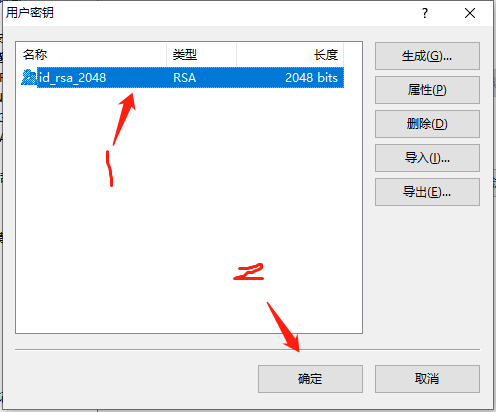 用户密钥
名称 类型 长度
id_rsa_2048 RSA 2048 bits
生成(G)...
属性(P)
删除(D)
导入(I)...
导出(E)...
1
2
确定 取消